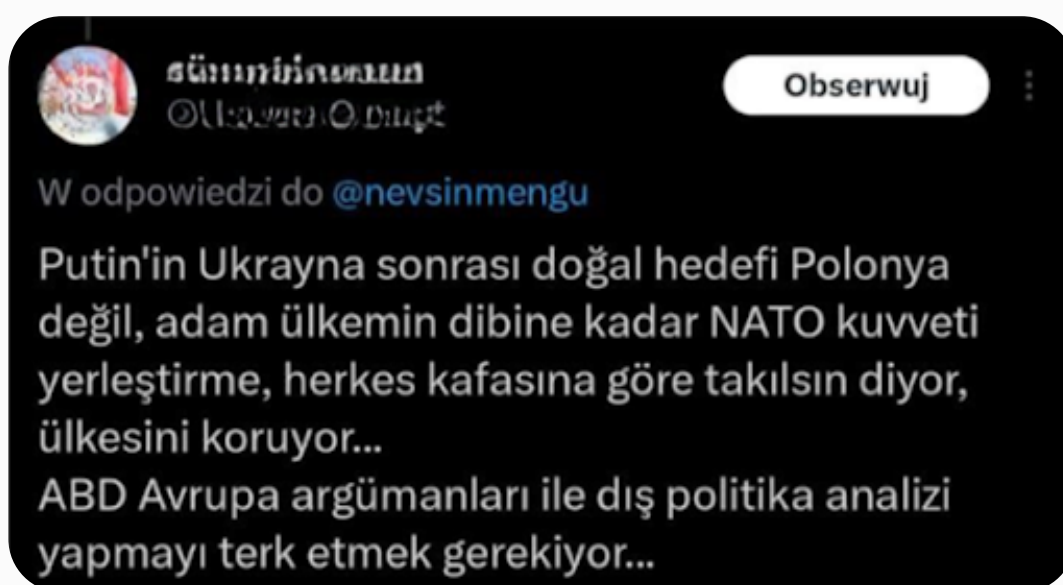 Obserwuj
W odpowiedzi do @nevsinmengu
Putin'in Ukrayna sonrası doğal hedefi Polonya
değil, adam ülkemin dibine kadar NATO kuvveti
yerleştirme, herkes kafasına göre takılsın diyor,
ülkesini koruyor...
ABD Avrupa argümanları ile dış politika analizi
yapmayı terk etmek gerekiyor...